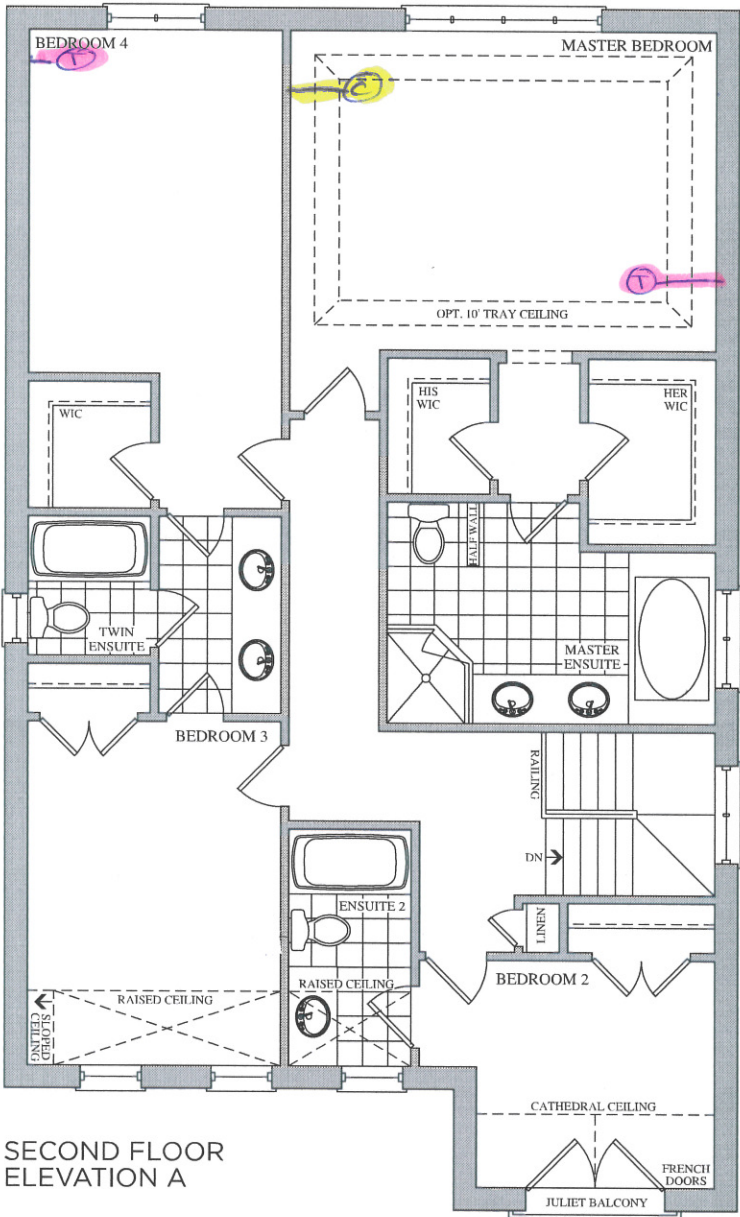 BEDROOM 4
MASTER BEDROOM
T
C
T
OPT. 10' TRAY CEILING
WIC
HIS
WIC
HER
WIC
HALF WALL
TWIN
ENSUITE
MASTER
ENSUITE
BEDROOM 3
RAILING
DN
ENSUITE 2
LINEN
BEDROOM 2
RAISED CEILING
RAISED CEILING
SLOPED
CEILING
CATHEDRAL CEILING
FRENCH
DOORS
JULIET BALCONY
SECOND FLOOR
ELEVATION A